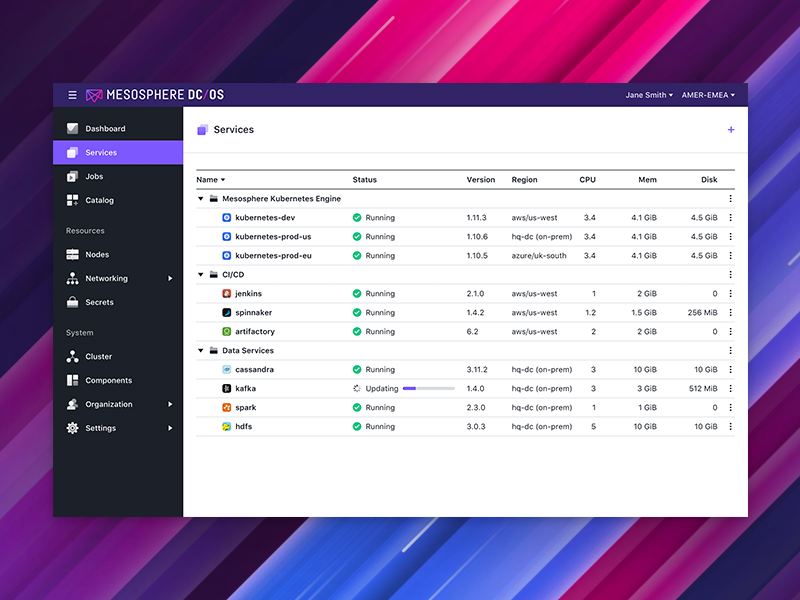 MESOSPHERE DC/OS
Jane Smith AMER-EMEA
Dashboard
Services
Jobs
Catalog
Resources
Nodes
Networking
Secrets
System
Cluster
Components
Organization
Settings
Services
Name Status Version Region CPU Mem Disk
Mesosphere Kubernetes Engine
kubernetes-dev Running 1.11.3 aws/us-west 3.4 4.1 GiB 4.5 GiB
kubernetes-prod-us Running 1.10.6 hq-dc (on-prem) 3.4 4.1 GiB 4.5 GiB
kubernetes-prod-eu Running 1.10.5 azure/uk-south 3.4 4.1 GiB 4.5 GiB
CI/CD
jenkins Running 2.1.0 aws/us-west 1 2 GiB 0
spinnaker Running 1.4.2 aws/us-west 1.2 1.5 GiB 256 MiB
artifactory Running 6.2 aws/us-west 2 2 GiB 0
Data Services
cassandra Running 3.11.2 hq-dc (on-prem) 3 10 GiB 10 GiB
kafka Updating 1.4.0 hq-dc (on-prem) 3 3 GiB 512 MiB
spark Running 2.3.0 hq-dc (on-prem) 1 1 GiB 0
hdfs Running 3.0.3 hq-dc (on-prem) 5 10 GiB 10 GiB